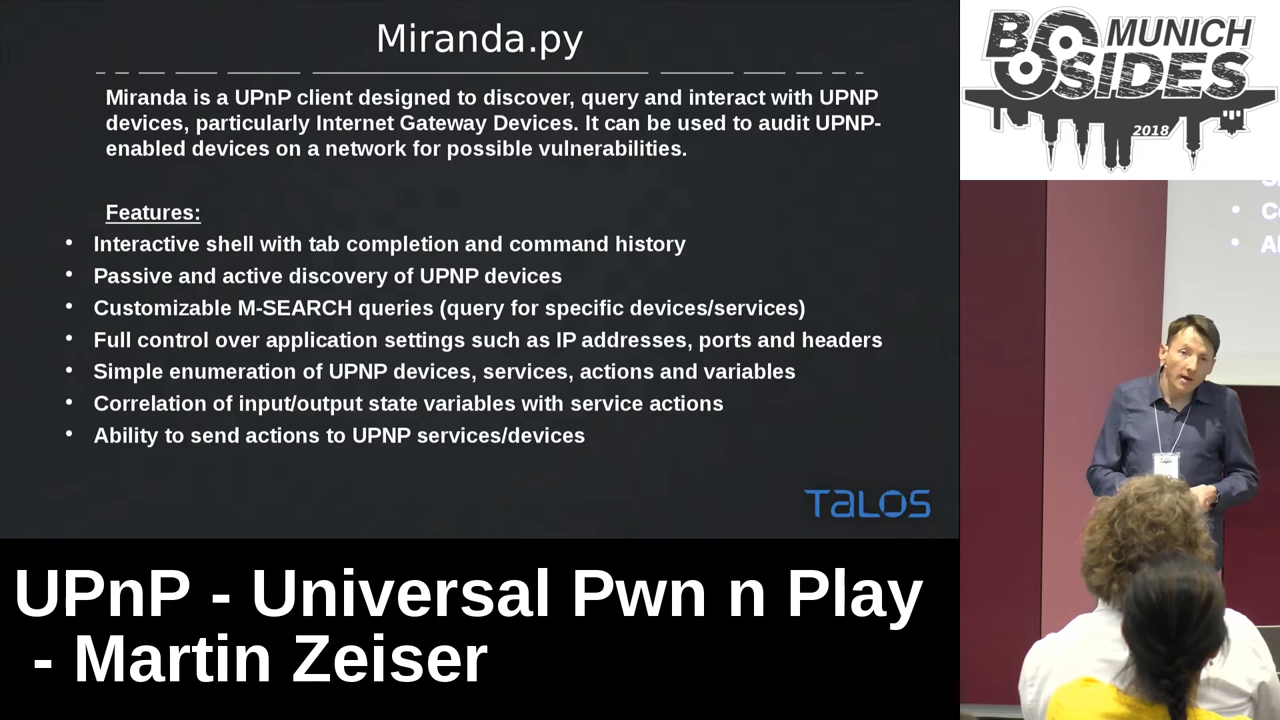 Miranda.py
Miranda is a UPnP client designed to discover, query and interact with UPNP
devices, particularly Internet Gateway Devices. It can be used to audit UPNP-
enabled devices on a network for possible vulnerabilities.
Features:
• Interactive shell with tab completion and command history
• Passive and active discovery of UPNP devices
• Customizable M-SEARCH queries (query for specific devices/services)
• Full control over application settings such as IP addresses, ports and headers
• Simple enumeration of UPNP devices, services, actions and variables
• Correlation of input/output state variables with service actions
• Ability to send actions to UPNP services/devices
TALOS
UPnP - Universal Pwn n Play
- Martin Zeiser
BSIDES
MUNICH
2018